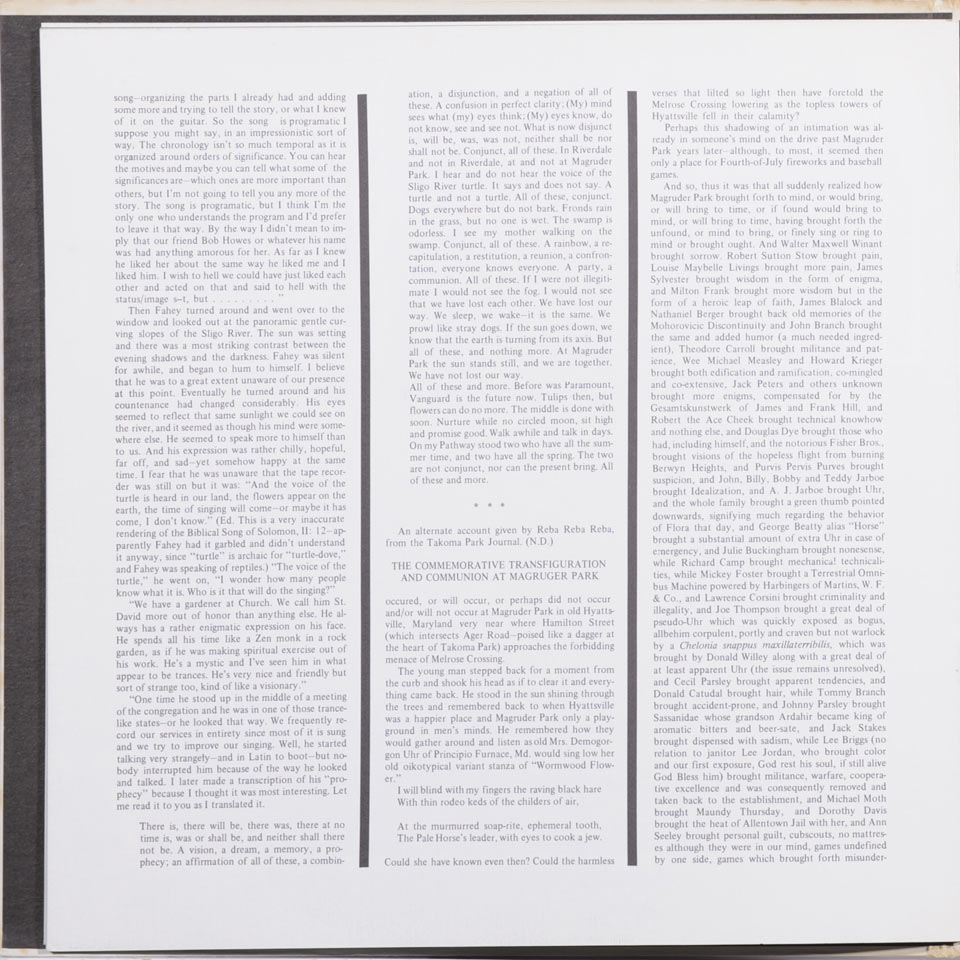 song—organizing the parts I already had and adding
some more and trying to tell the story, or what I knew
of it on the guitar. So the song is programatic I
suppose you might say, in an impressionistic sort of
way. The chronology isn't so much temporal as it is
organized around orders of significance. You can hear
the motives and maybe you can tell what some of the
significances are—which ones are more important than
others, but I'm not going to tell you any more of the
story. The song is programatic, but I think I'm the
only one who understands the program and I'd prefer
to leave it that way. By the way I didn't mean to im-
ply that our friend Bob Howes or whatever his name
was had anything amorous for her. As far as I knew
he liked her about the same way he liked me and I
liked him. I wish to hell we could have just liked each
other and acted on that and said to hell with the
status/image s—t, but . . . . . . . . . "
Then Fahey turned around and went over to the
window and looked out at the panoramic gentle cur-
ving slopes of the Sligo River. The sun was setting
and there was a most striking contrast between the
evening shadows and the darkness. Fahey was silent
for awhile, and began to hum to himself. I believe
that he was to a great extent unaware of our presence
at this point. Eventually he turned around and his
countenance had changed considerably. His eyes
seemed to reflect that same sunlight we could see on
the river, and it seemed as though his mind were some-
where else. He seemed to speak more to himself than
to us. And his expression was rather chilly, hopeful,
far off, and sad—yet somehow happy at the same
time. I fear that he was unaware that the tape recor-
der was still on but it was: "And the voice of the
turtle is heard in our land, the flowers appear on the
earth, the time of singing will come—or maybe it has
come, I don't know." (Ed. This is a very inaccurate
rendering of the Biblical Song of Solomon, II: 12—ap-
parently Fahey had it garbled and didn't understand
it anyway, since "turtle" is archaic for "turtle-dove,"
and Fahey was speaking of reptiles.) "The voice of the
turtle," he went on, "I wonder how many people
know what it is. Who is it that will do the singing?"
"We have a gardener at Church. We call him St.
David more out of honor than anything else. He al-
ways has a rather enigmatic expression on his face.
He spends all his time like a Zen monk in a rock
garden, as if he was making spiritual exercise out of
his work. He's a mystic and I've seen him in what
appear to be trances. He's very nice and friendly but
sort of strange too, kind of like a visionary."
"One time he stood up in the middle of a meeting
of the congregation and he was in one of those trance-
like states—or he looked that way. We frequently re-
cord our services in entirety since most of it is sung
and we try to improve our singing. Well, he started
talking very strangely—and in Latin to boot—but no-
body interrupted him because of the way he looked
and talked. I later made a transcription of his "pro-
phecy" because I thought it was most interesting. Let
me read it to you as I translated it.
There is, there will be, there was, there at no
time is, was or shall be, and neither shall there
not be. A vision, a dream, a memory, a pro-
phecy; an affirmation of all of these, a combin-
ation, a disjunction, and a negation of all of
these. A confusion in perfect clarity; (My) mind
sees what (my) eyes think; (My) eyes know, do
not know, see and see not. What is now disjunct
is, will be, was, was not, neither shall be nor
shall not be. Conjunct, all of these. In Riverdale
and not in Riverdale, at and not at Magruder
Park. I hear and do not hear the voice of the
Sligo River turtle. It says and does not say. A
turtle and not a turtle. All of these, conjunct.
Dogs everywhere but do not bark. Fronds rain
in the grass, but no one is wet. The swamp is
odorless. I see my mother walking on the
swamp. Conjunct, all of these. A rainbow, a re-
capitulation, a restitution, a reunion, a confron-
tation, everyone knows everyone. A party, a
communion. All of these. If I were not illegiti-
mate I would not see the fog. I would not see
that we have lost each other. We have lost our
way. We sleep, we wake—it is the same. We
prowl like stray dogs. If the sun goes down, we
know that the earth is turning from its axis. But
all of these, and nothing more. At Magruder
Park the sun stands still, and we are together.
We have not lost our way.
All of these and more. Before was Paramount,
Vanguard is the future now. Tulips then, but
flowers can do no more. The middle is done with
soon. Nurture while no circled moon, sit high
and promise good. Walk awhile and talk in days.
On my Pathway stood two who have all the sum-
mer time, and two have all the spring. The two
are not conjunct, nor can the present bring. All
of these and more.
* * *
An alternate account given by Reba Reba Reba,
from the Takoma Park Journal. (N.D.)
THE COMMEMORATIVE TRANSFIGURATION
AND COMMUNION AT MAGRUGER PARK
occured, or will occur, or perhaps did not occur
and/or will not occur at Magruder Park in old Hyatts-
ville, Maryland very near where Hamilton Street
(which intersects Ager Road—poised like a dagger at
the heart of Takoma Park) approaches the forbidding
menace of Melrose Crossing.
The young man stepped back for a moment from
the curb and shook his head as if to clear it and every-
thing came back. He stood in the sun shining through
the trees and remembered back to when Hyattsville
was a happier place and Magruder Park only a play-
ground in men's minds. He remembered how they
would gather around and listen as old Mrs. Demogor-
gon Uhr of Principio Furnace, Md. would sing low her
old oikotypical variant stanza of "Wormwood Flow-
er."
I will blind with my fingers the raving black hare
With thin rodeo keds of the childers of air,
At the murmurred soap-rite, ephemeral tooth,
The Pale Horse's leader, with eyes to cook a jew.
Could she have known even then? Could the harmless
verses that lilted so light then have foretold the
Melrose Crossing lowering as the topless towers of
Hyattsville fell in their calamity?
Perhaps this shadowing of an intimation was al-
ready in someone's mind on the drive past Magruder
Park years later—although, to most, it seemed then
only a place for Fourth-of-July fireworks and baseball
games.
And so, thus it was that all suddenly realized how
Magruder Park brought forth to mind, or would bring,
or will bring to time, or if found would bring to
mind, or will bring to time, having brought forth the
unfound, or mind to bring, or finely sing or ring to
mind or brought ought. And Walter Maxwell Winant
brought sorrow. Robert Sutton Stow brought pain,
Louise Maybelle Livings brought more pain, James
Sylvester brought wisdom in the form of enigma,
and Milton Frank brought more wisdom but in the
form of a heroic leap of faith, James Blalock and
Nathaniel Berger brought back old memories of the
Mohorovicic Discontinuity and John Branch brought
the same and added humor (a much needed ingred-
ient), Theodore Carroll brought militance and pat-
ience, Wee Michael Measley and Howard Krieger
brought both edification and ramification, co-mingled
and co-extensive, Jack Peters and others unknown
brought more enigms, compensated for by the
Gesamtskunstwerk of James and Frank Hill, and
Robert the Ace Cheek brought technical knowhow
and nothing else, and Douglas Dye brought those who
had, including himself, and the notorious Fisher Bros.,
brought visions of the hopeless flight from burning
Berwyn Heights, and Purvis Pervis Purves brought
suspicion, and John, Billy, Bobby and Teddy Jarboe
brought Idealization, and A. J. Jarboe brought Uhr,
and the whole family brought a green thumb pointed
downwards, signifying much regarding the behavior
of Flora that day, and George Beatty alias "Horse"
brought a substantial amount of extra Uhr in case of
emergency, and Julie Buckingham brought nonesense,
while Richard Camp brought mechanical technicali-
ties, while Mickey Foster brought a Terrestrial Omni-
bus Machine powered by Harbingers of Martins, W. F.
& Co., and Lawrence Corsini brought criminality and
illegality, and Joe Thompson brought a great deal of
pseudo-Uhr which was quickly exposed as bogus,
allbehim corpulent, portly and craven but not warlock
by a Chelonia snappus maxillaterribilis, which was
brought by Donald Willey along with a great deal of
at least apparent Uhr (the issue remains unresolved),
and Cecil Parsley brought apparent tendencies, and
Donald Catudal brought hair, while Tommy Branch
brought accident-prone, and Johnny Parsley brought
Sassanidae whose grandson Ardahir became king of
aromatic bitters and beer-sate, and Jack Stakes
brought dispensed with sadism, while Lee Briggs (no
relation to janitor Lee Jordan, who brought color
and our first exposure, God rest his soul, if still alive
God Bless him) brought militance, warfare, coopera-
tive excellence and was consequently removed and
taken back to the establishment, and Michael Moth
brought Maundy Thursday, and Dorothy Davis
brought the heat of Allentown Jail with her, and Ann
Seeley brought personal guilt, cubscouts, no mattres-
es although they were in our mind, games undefined
by one side, games which brought forth misunder-